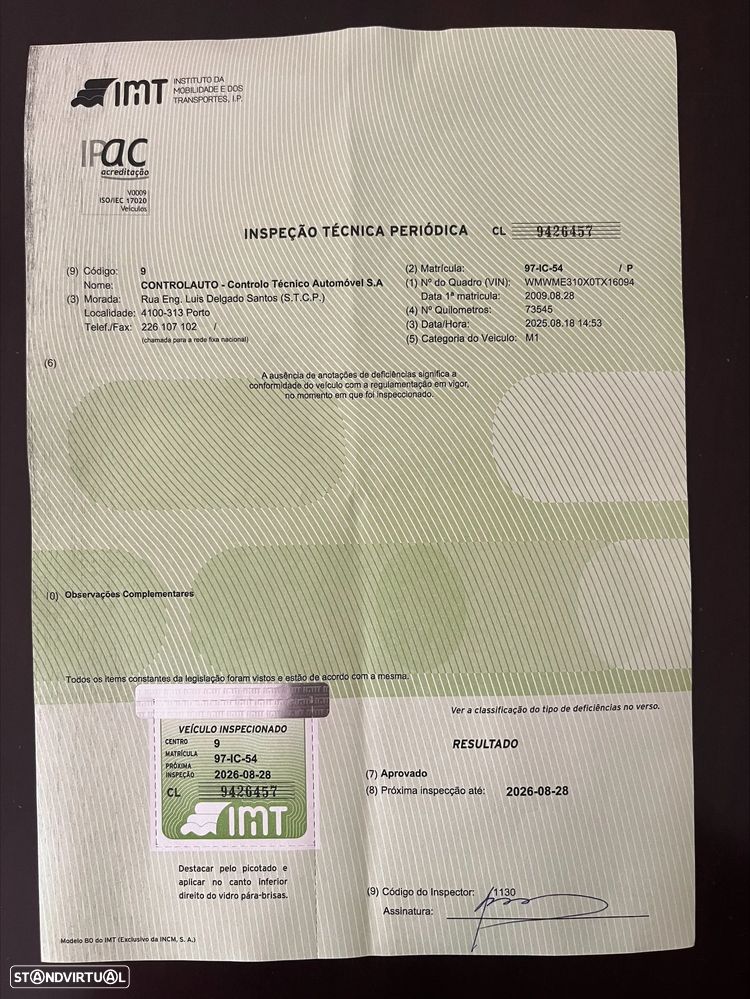 IMT INSTITUTO DA
MOBILIDADE E DOS
TRANSPORTES, I.P.
IPac
acreditação
V0009
ISO/IEC 17020
Veículos
INSPEÇÃO TÉCNICA PERIÓDICA CL 9426457
(9) Código: 9
Nome: CONTROLAUTO - Controlo Técnico Automóvel S.A
(3) Morada: Rua Eng. Luis Delgado Santos (S.T.C.P.)
Localidade: 4100-313 Porto
Telef./Fax: 226 107 102 /
(chamada para a rede fixa nacional)
(2) Matrícula: 97-IC-54 / P
(1) Nº do Quadro (VIN): WMWME310X0TX16094
Data 1ª matrícula: 2009.08.28
(4) Nº Quilometros: 73545
(3) Data/Hora: 2025.08.18 14:53
(5) Categoria do Veiculo: M1
(6)
A ausência de anotações de deficiências significa a
conformidade do veículo com a regulamentação em vigor,
no momento em que foi inspeccionado.
10) Observações Complementares
Todos os items constantes da legislação foram vistos e estão de acordo com a mesma.
Ver a classificação do tipo de deficiências no verso.
VEÍCULO INSPECIONADO
CENTRO 9
MATRÍCULA 97-IC-54
PRÓXIMA
INSPEÇÃO 2026-08-28
CL 9426457
IMT
RESULTADO
(7) Aprovado
(8) Próxima inspecção até: 2026-08-28
Destacar pelo picotado e
aplicar no canto inferior
direito do vidro pára-brisas.
(9) Código do Inspector: 1130
Assinatura:
Modelo BO do IMT (Exclusivo da INCM, S. A.)
STANDVIRTUAL